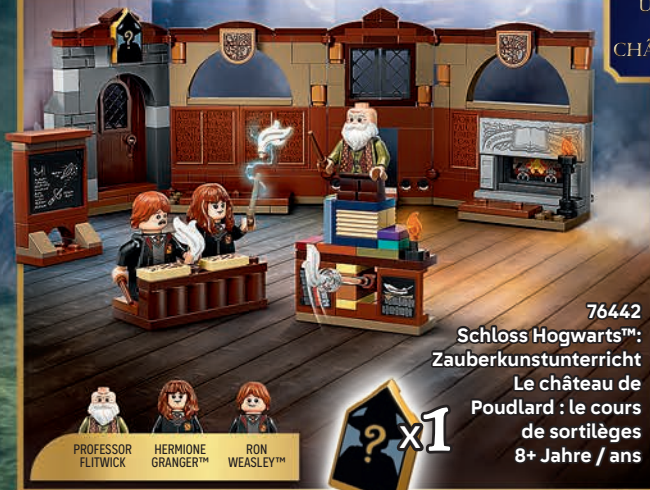 U
CHÂ
76442
Schloss Hogwarts™:
Zauberkunstunterricht
Le château de
Poudlard : le cours
de sortilèges
8+ Jahre / ans
?
?
x1
PROFESSOR
FLITWICK
HERMIONE
GRANGER™
RON
WEASLEY™